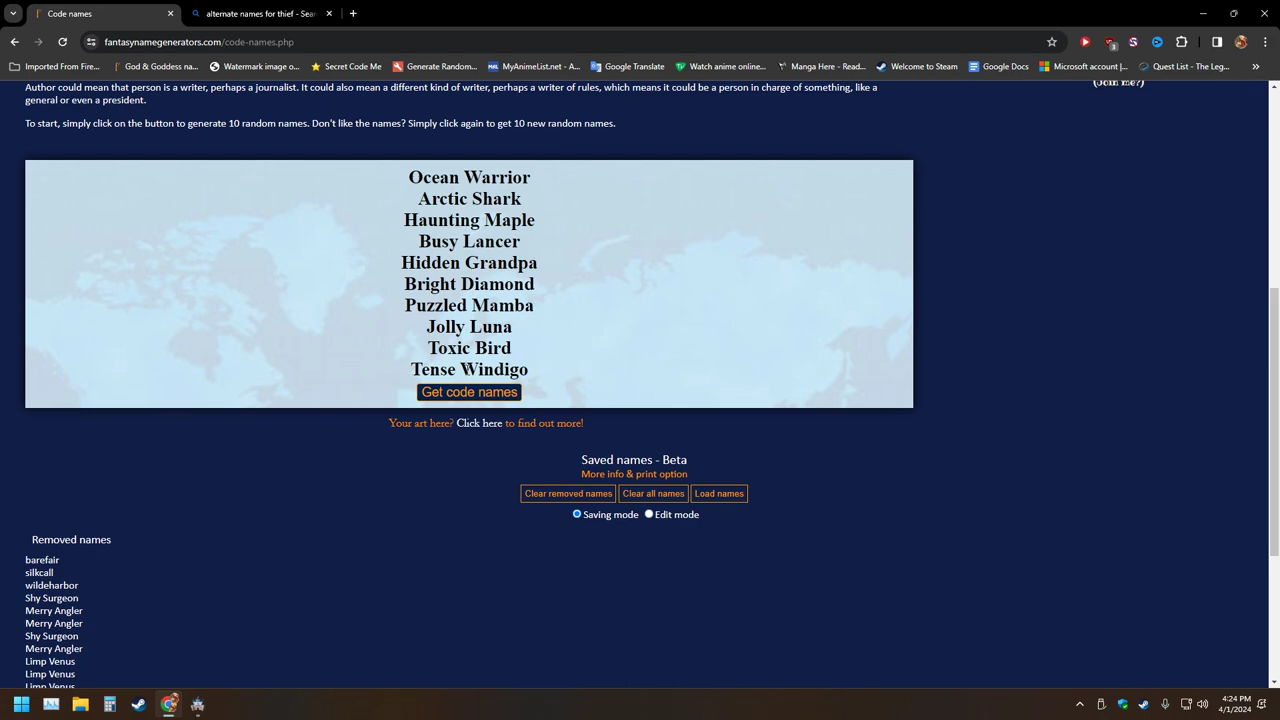 Code names
alternate names for thief - Sear
fantasynamegenerators.com/code-names.php
Imported From Fire...
God & Goddess na...
Watermark image o...
Secret Code Me
Generate Random...
MyAnimeList.net - A...
Google Translate
Watch anime online...
Manga Here - Read...
Welcome to Steam
Google Docs
Microsoft account |...
Quest List - The Eq...
Author could mean that person is a writer, perhaps a journalist. It could also mean a different kind of writer, perhaps a writer of rules, which means it could be a person in charge of something, like a
general or even a president.
(Join me?)
To start, simply click on the button to generate 10 random names. Don't like the names? Simply click again to get 10 new random names.
Ocean Warrior
Arctic Shark
Haunting Maple
Busy Lancer
Hidden Grandpa
Bright Diamond
Puzzled Mamba
Jolly Luna
Toxic Bird
Tense Windigo
Get code names
Your art here? Click here to find out more!
Saved names - Beta
More info & print option
Clear removed names
Clear all names
Load names
Saving mode
Edit mode
Removed names
barefair
silkcall
wildeharbor
Shy Surgeon
Merry Angler
Merry Angler
Shy Surgeon
Merry Angler
Limp Venus
Limp Venus
Limp Venus
4:24 PM
4/1/2024